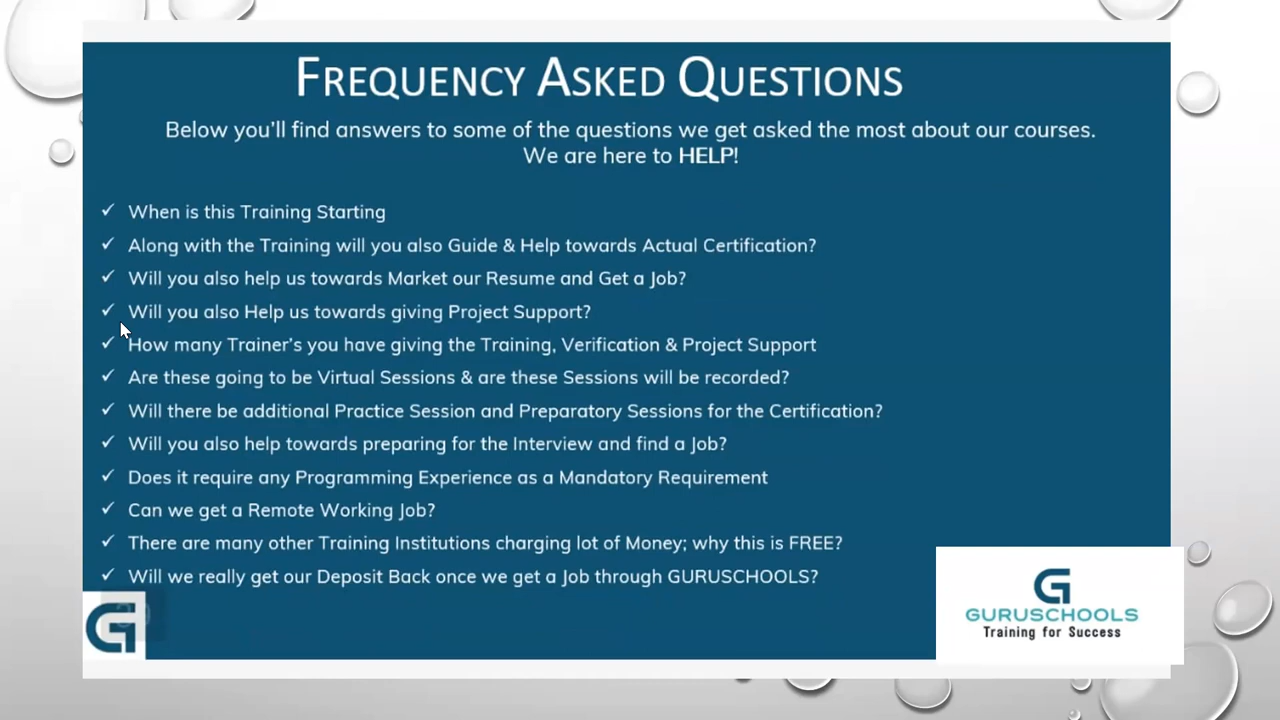 FREQUENCY ASKED QUESTIONS
Below you'll find answers to some of the questions we get asked the most about our courses.
We are here to HELP!
When is this Training Starting
Along with the Training will you also Guide & Help towards Actual Certification?
Will you also help us towards Market our Resume and Get a Job?
Will you also Help us towards giving Project Support?
How many Trainer's you have giving the Training, Verification & Project Support
Are these going to be Virtual Sessions & are these Sessions will be recorded?
Will there be additional Practice Session and Preparatory Sessions for the Certification?
Will you also help towards preparing for the Interview and find a Job?
Does it require any Programming Experience as a Mandatory Requirement
Can we get a Remote Working Job?
There are many other Training Institutions charging lot of Money; why this is FREE?
Will we really get our Deposit Back once we get a Job through GURUSCHOOLS?
GURUSCHOOLS
Training for Success